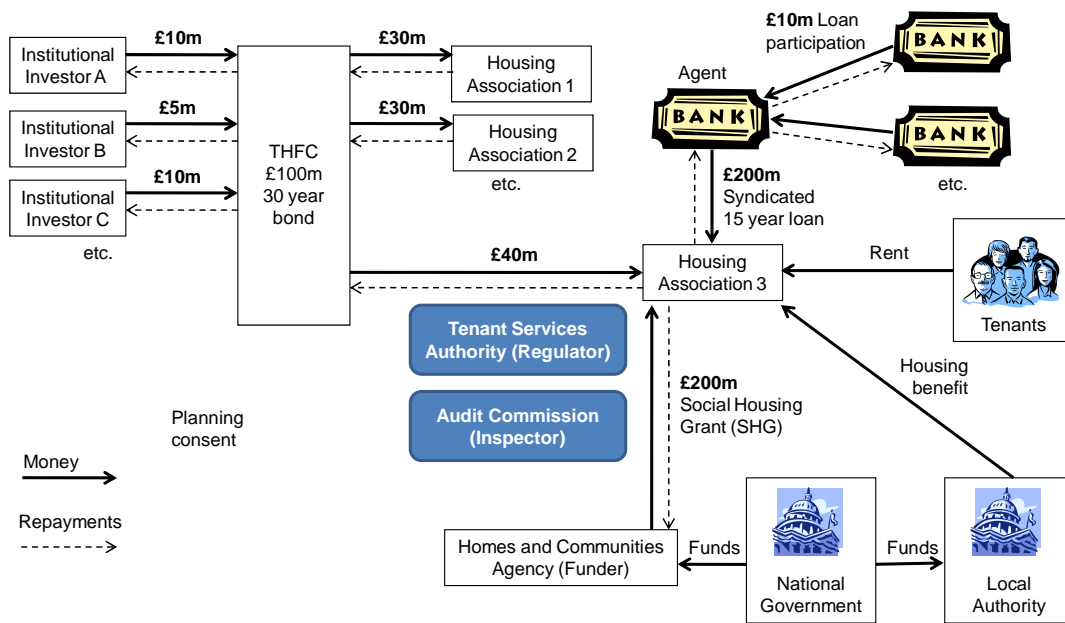 £10m
Institutional
Investor A
£5m
Institutional
Investor B
£10m
Institutional
Investor C
etc.
THFC
£100m
30 year
bond
£30m
Housing
Association 1
£30m
Housing
Association 2
etc.
£40m
Agent
BANK
£10m Loan
participation
BANK
BANK
etc.
£200m
Syndicated
15 year loan
Housing
Association 3
Rent
Tenants
Housing
benefit
Tenant Services
Authority (Regulator)
Audit Commission
(Inspector)
£200m
Social Housing
Grant (SHG)
Planning
consent
Money
Repayments
Homes and Communities
Agency (Funder)
Funds
National
Government
Funds
Local
Authority